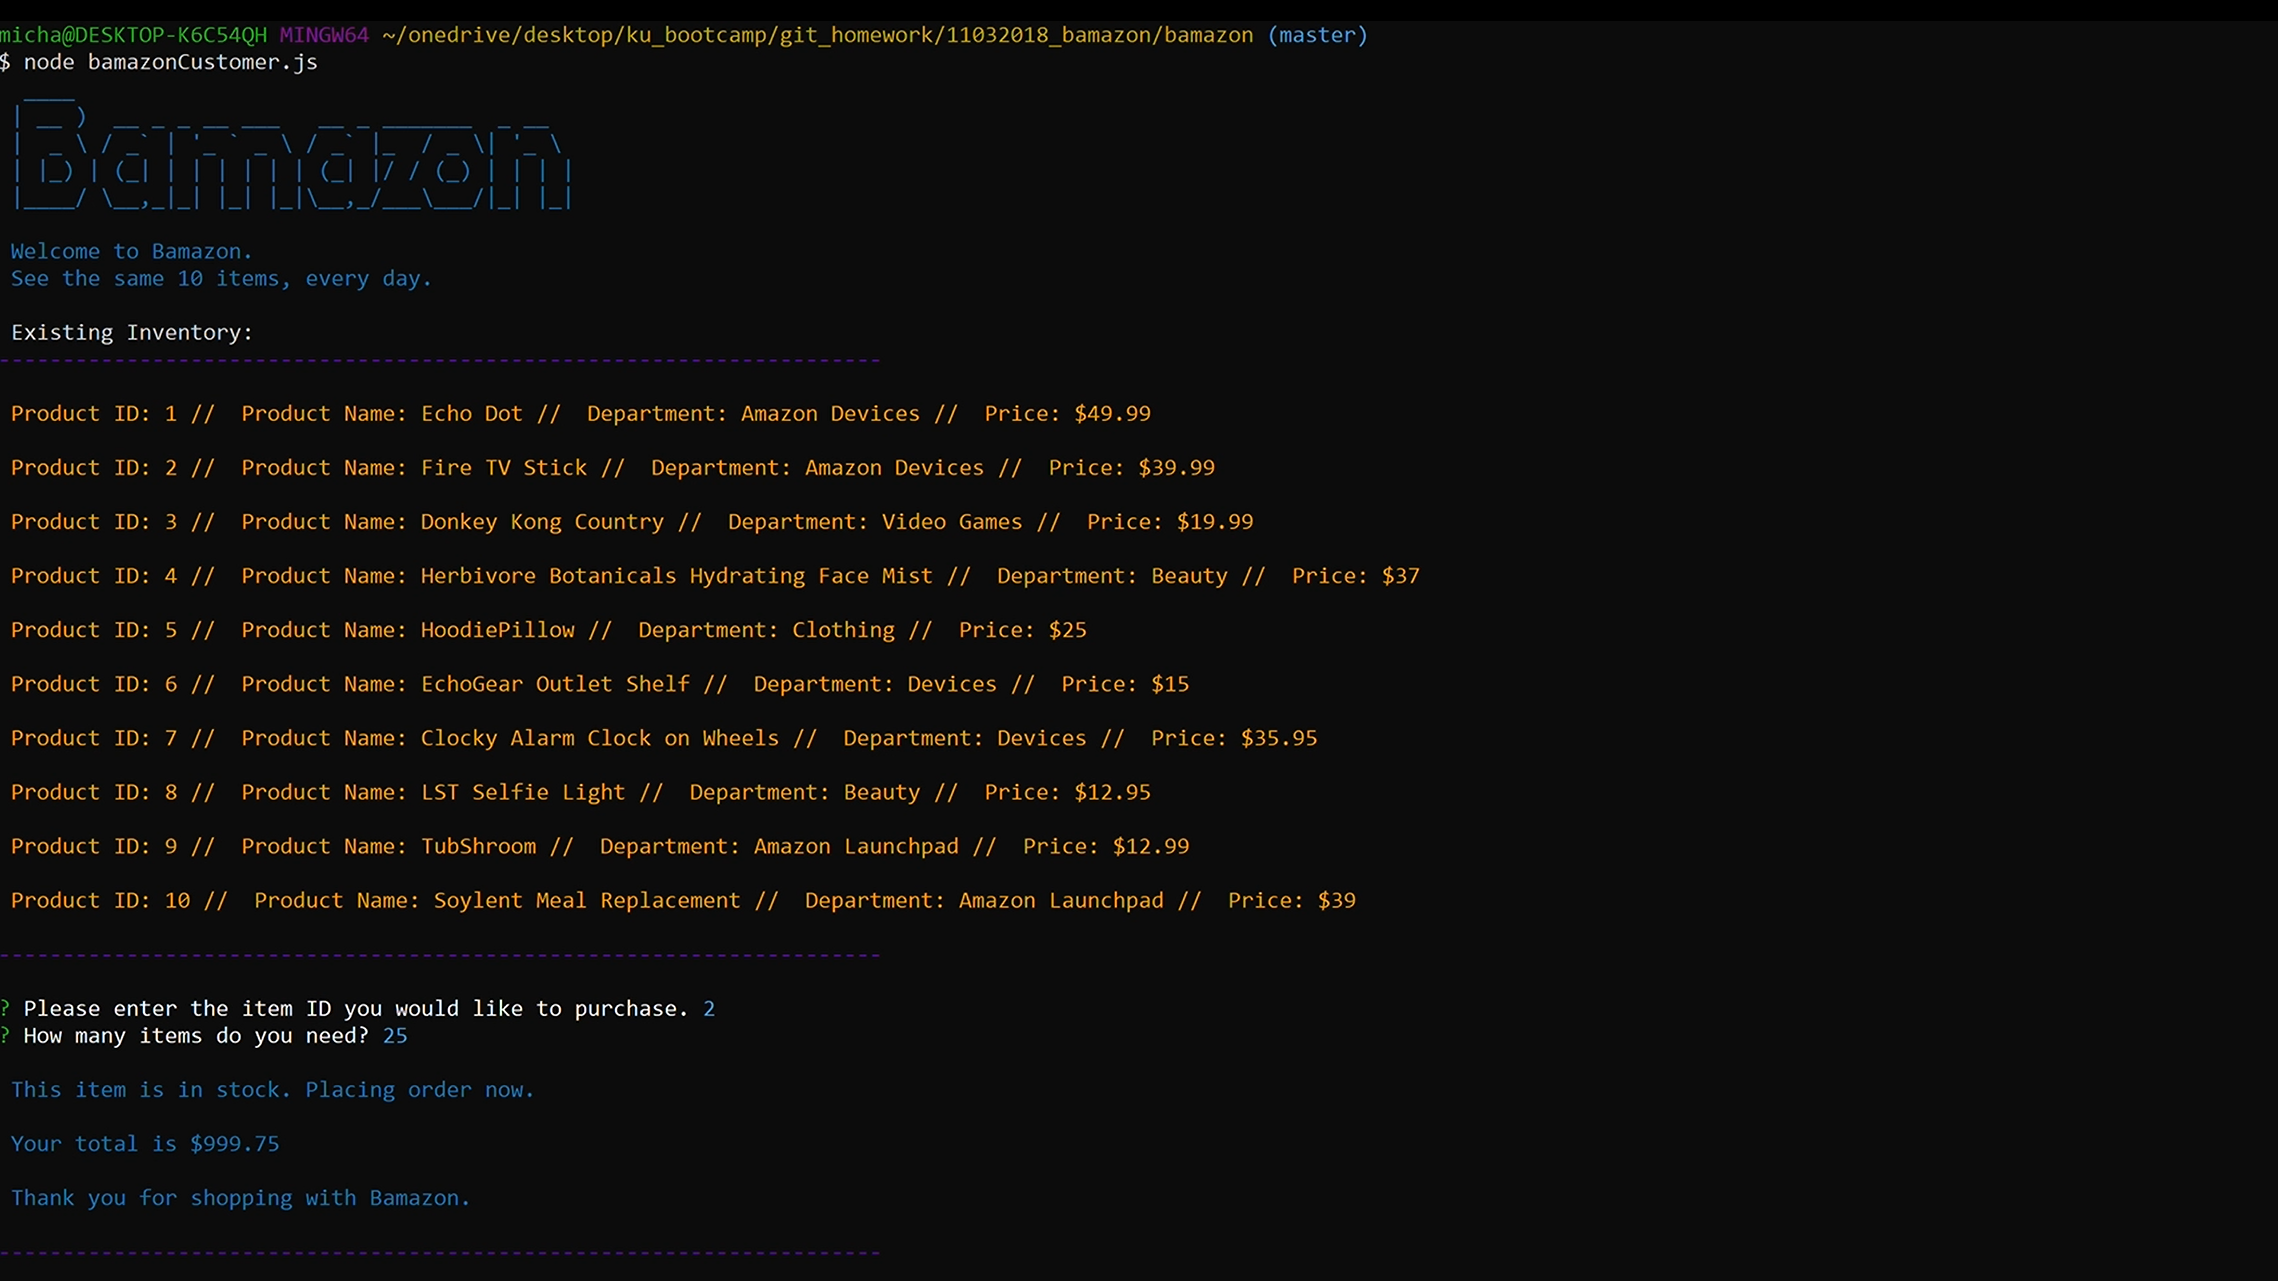 micha@DESKTOP-K6C54QH MINGW64 ~/onedrive/desktop/ku_bootcamp/git_homework/11032018_bamazon/bamazon (master)
$ node bamazonCustomer.js
Bamazon
Welcome to Bamazon.
See the same 10 items, every day.
Existing Inventory:
Product ID: 1 //  Product Name: Echo Dot //  Department: Amazon Devices //  Price: $49.99
Product ID: 2 //  Product Name: Fire TV Stick //  Department: Amazon Devices //  Price: $39.99
Product ID: 3 //  Product Name: Donkey Kong Country //  Department: Video Games //  Price: $19.99
Product ID: 4 //  Product Name: Herbivore Botanicals Hydrating Face Mist //  Department: Beauty //  Price: $37
Product ID: 5 //  Product Name: HoodiePillow //  Department: Clothing //  Price: $25
Product ID: 6 //  Product Name: EchoGear Outlet Shelf //  Department: Devices //  Price: $15
Product ID: 7 //  Product Name: Clocky Alarm Clock on Wheels //  Department: Devices //  Price: $35.95
Product ID: 8 //  Product Name: LST Selfie Light //  Department: Beauty //  Price: $12.95
Product ID: 9 //  Product Name: TubShroom //  Department: Amazon Launchpad //  Price: $12.99
Product ID: 10 //  Product Name: Soylent Meal Replacement //  Department: Amazon Launchpad //  Price: $39
? Please enter the item ID you would like to purchase. 2
? How many items do you need? 25
This item is in stock. Placing order now.
Your total is $999.75
Thank you for shopping with Bamazon.